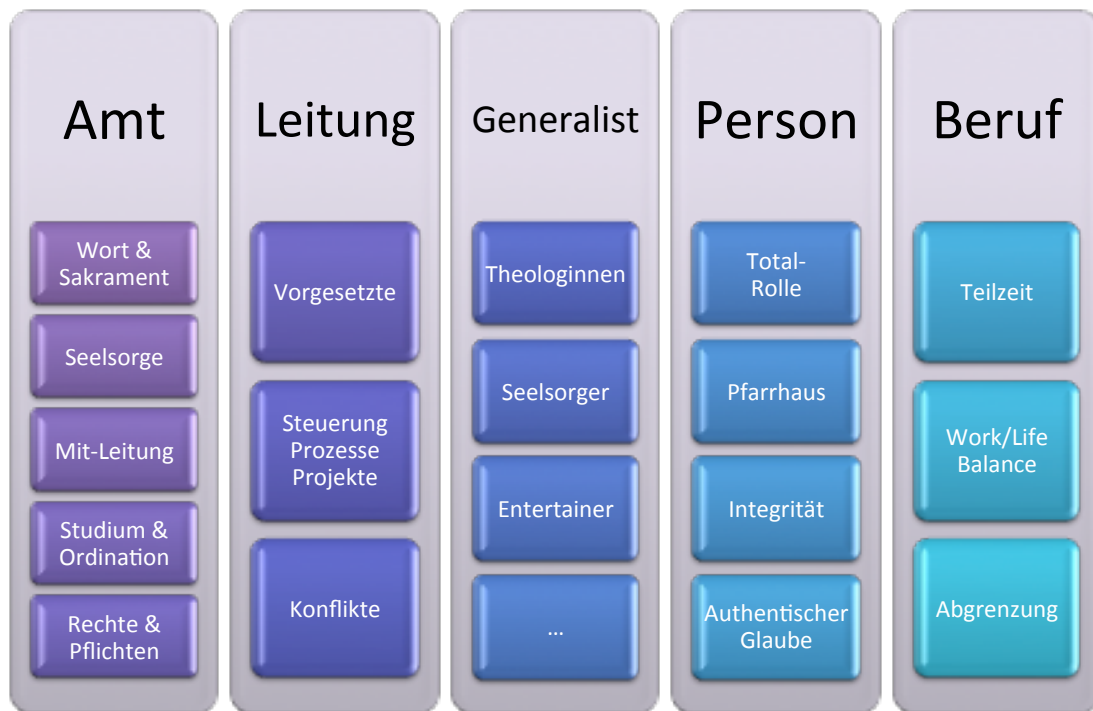 Amt
Wort &
Sakrament
Seelsorge
Mit-Leitung
Studium &
Ordination
Rechte &
Pflichten
Leitung
Vorgesetzte
Steuerung
Prozesse
Projekte
Konflikte
Generalist
Theologinnen
Seelsorger
Entertainer
...
Person
Total-
Rolle
Pfarrhaus
Integrität
Authentischer
Glaube
Beruf
Teilzeit
Work/Life
Balance
Abgrenzung